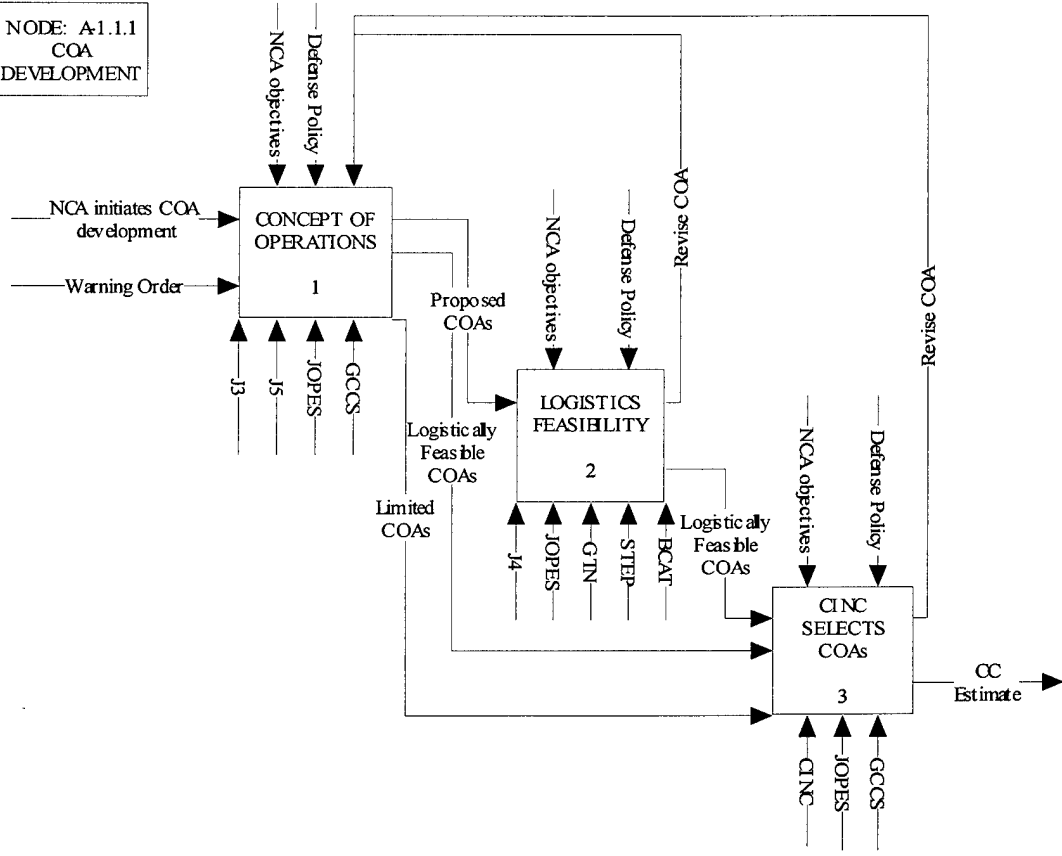 NODE: A-1.1.1
COA
DEVELOPMENT
NCA objectives
Defense Policy
NCA initiates COA
development
Warning Order
CONCEPT OF
OPERATIONS
1
J3
J5
JOPES
GCCS
Proposed
COAs
Logistically
Feasible
COAs
Limited
COAs
NCA objectives
Defense Policy
Revise COA
LOGISTICS
FEASIBILITY
2
J4
JOPES
GTN
STEP
BCAT
Logistically
Feasible
COAs
Revise COA
NCA objectives
Defense Policy
CINC
SELECTS
COAs
3
CINC
JOPES
GCCS
CC
Estimate